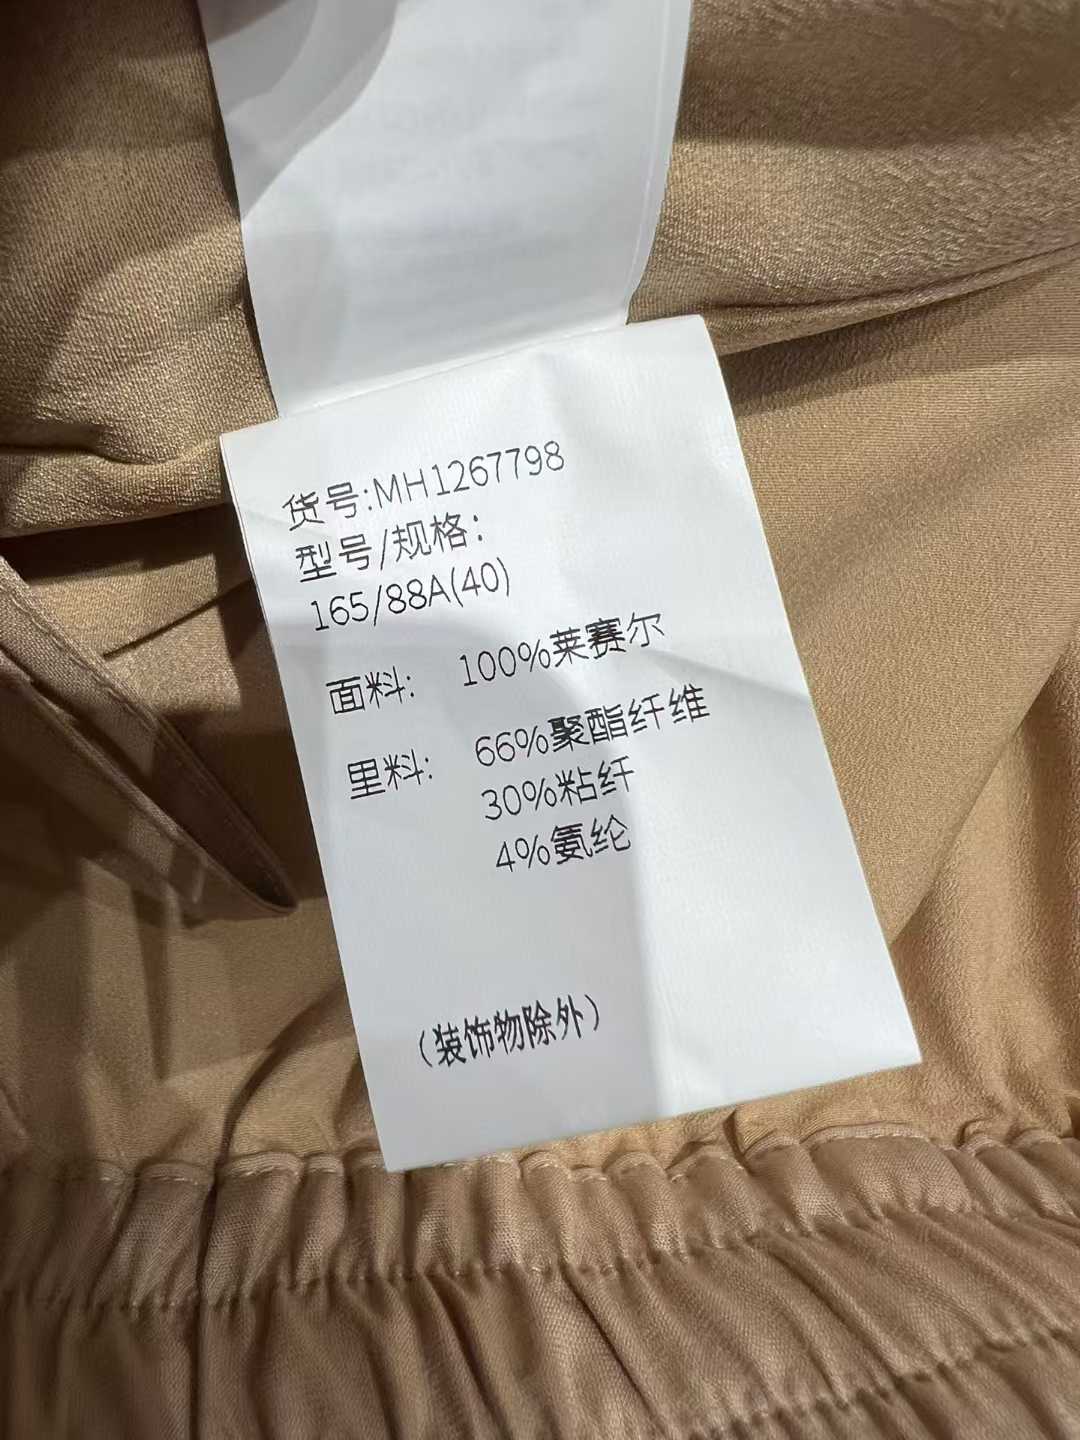 货号:MH1267798
型号/规格:
165/88A(40)
面料: 100%莱赛尔
里料: 66%聚酯纤维
30%粘纤
4%氨纶
(装饰物除外)